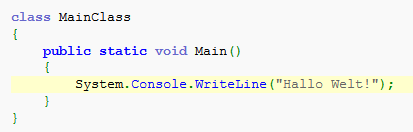 class MainClass
{
    public static void Main()
    {
        System.Console.WriteLine("Hallo Welt!");
    }
}